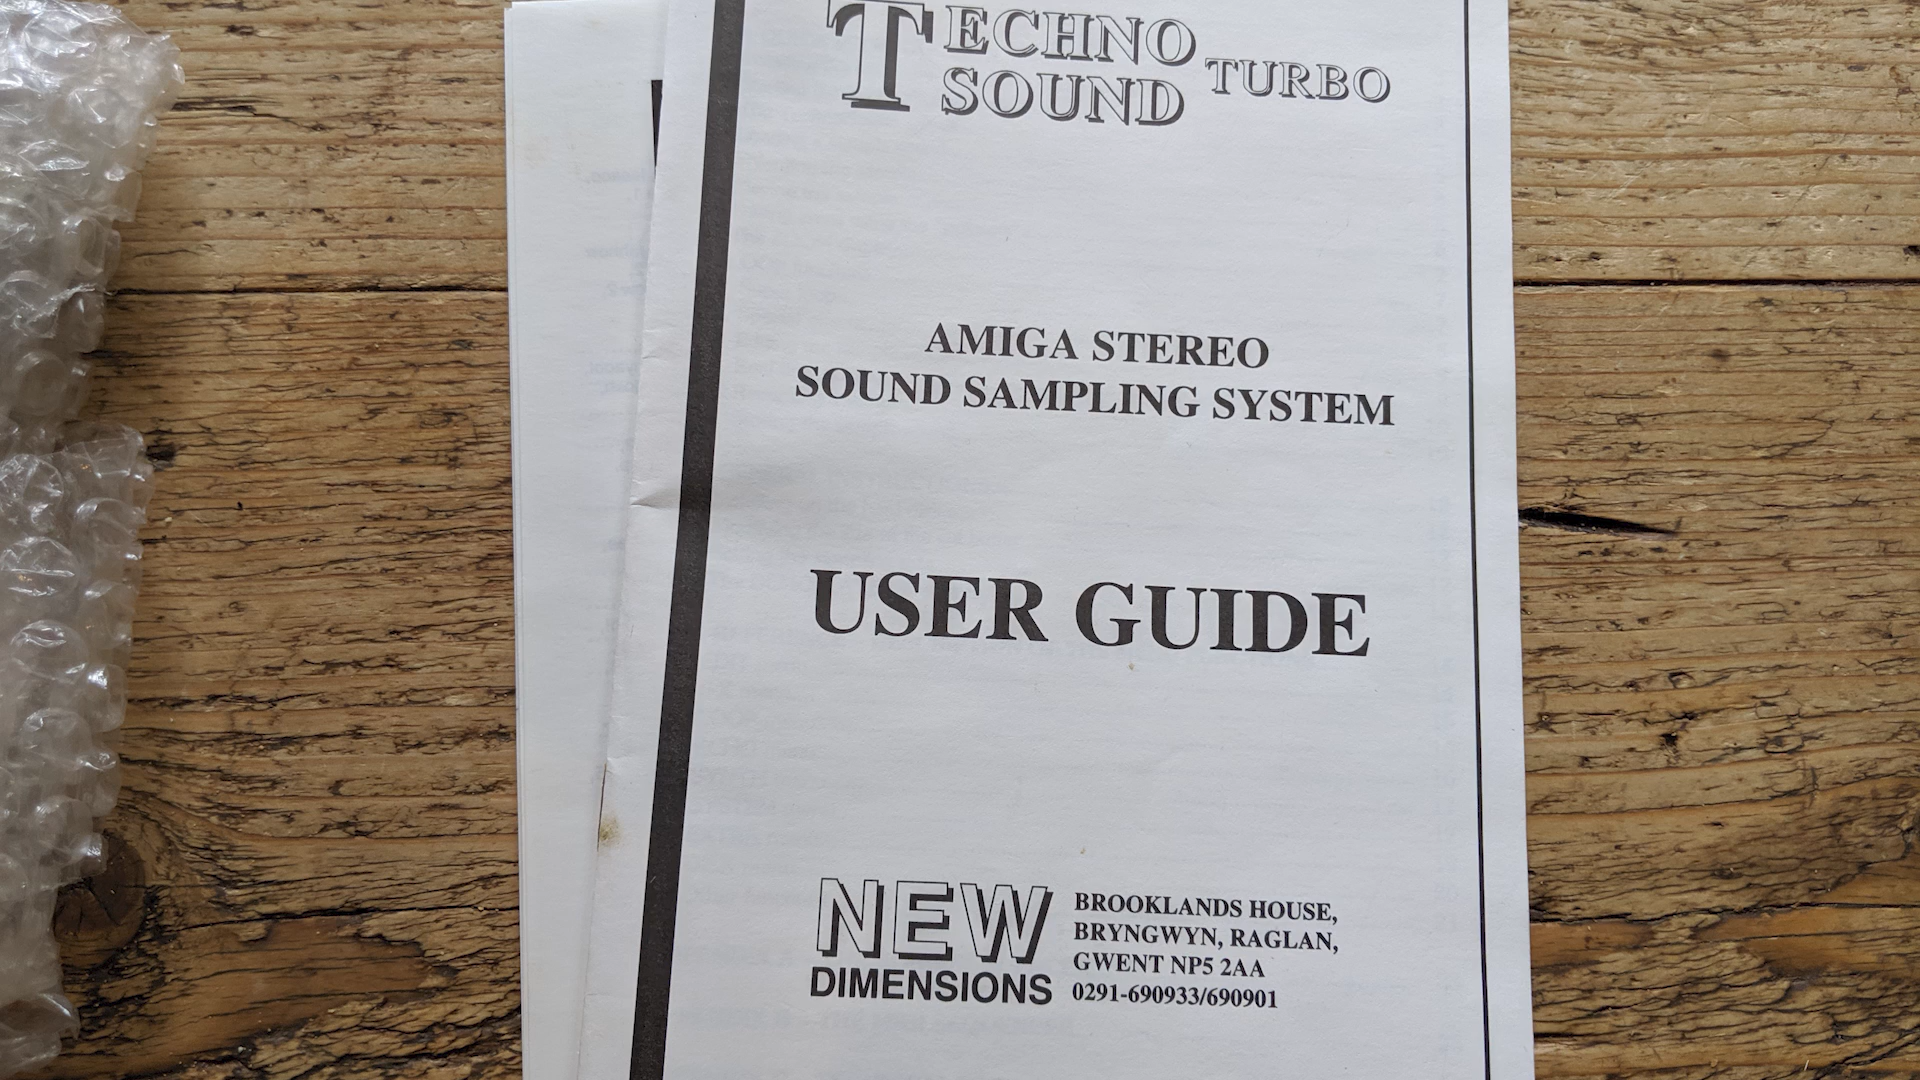 TECHNO
SOUND TURBO
AMIGA STEREO
SOUND SAMPLING SYSTEM
USER GUIDE
NEW
DIMENSIONS
BROOKLANDS HOUSE,
BRYNGWYN, RAGLAN,
GWENT NP5 2AA
0291-690933/690901